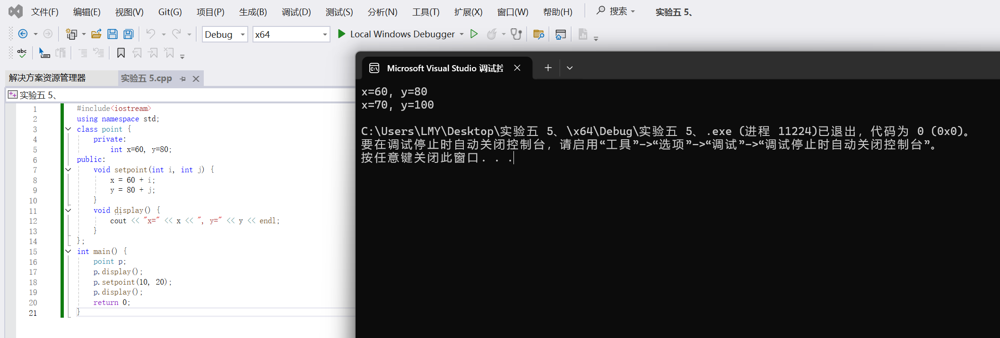 文件(F) 编辑(E) 视图(V) Git(G) 项目(P) 生成(B) 调试(D) 测试(S) 分析(N) 工具(T) 扩展(X) 窗口(W) 帮助(H) 搜索 实验五 5、
Debug x64 Local Windows Debugger
abc
解决方案资源管理器 实验五 5.cpp
实验五 5、
1 #include<iostream>
2 using namespace std;
3 class point {
4 private:
5 int x=60, y=80;
6 public:
7 void setpoint(int i, int j) {
8 x = 60 + i;
9 y = 80 + j;
10 }
11 void display() {
12 cout << "x=" << x << ", y=" << y << endl;
13 }
14 };
15 int main() {
16 point p;
17 p.display();
18 p.setpoint(10, 20);
19 p.display();
20 return 0;
21 }
C:\ Microsoft Visual Studio 调试控
x=60, y=80
x=70, y=100
C:\Users\LMY\Desktop\实验五 5、\x64\Debug\实验五 5、.exe (进程 11224)已退出，代码为 0 (0x0)。
要在调试停止时自动关闭控制台，请启用“工具”->“选项”->“调试”->“调试停止时自动关闭控制台”。
按任意键关闭此窗口. . .